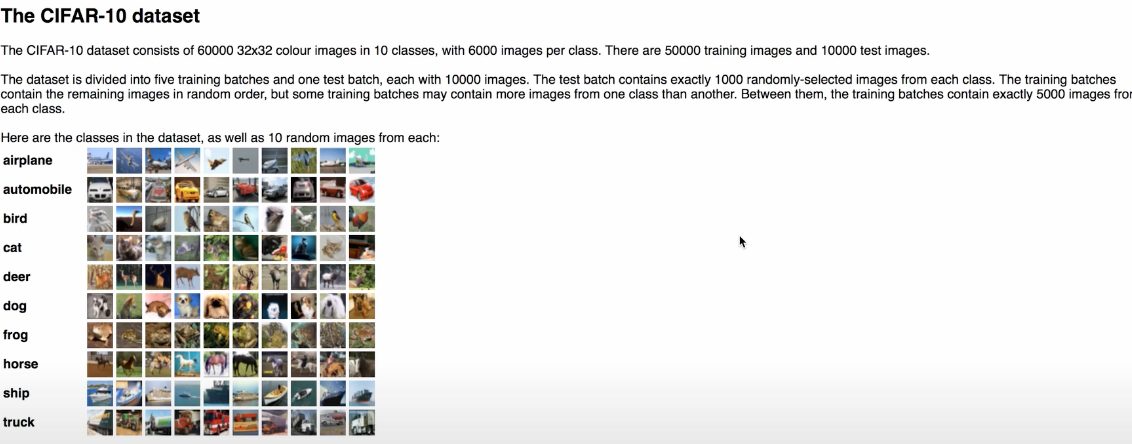 The CIFAR-10 dataset
The CIFAR-10 dataset consists of 60000 32x32 colour images in 10 classes, with 6000 images per class. There are 50000 training images and 10000 test images.
The dataset is divided into five training batches and one test batch, each with 10000 images. The test batch contains exactly 1000 randomly-selected images from each class. The training batches
contain the remaining images in random order, but some training batches may contain more images from one class than another. Between them, the training batches contain exactly 5000 images
each class.
Here are the classes in the dataset, as well as 10 random images from each:
airplane
automobile
bird
cat
deer
dog
frog
horse
ship
truck